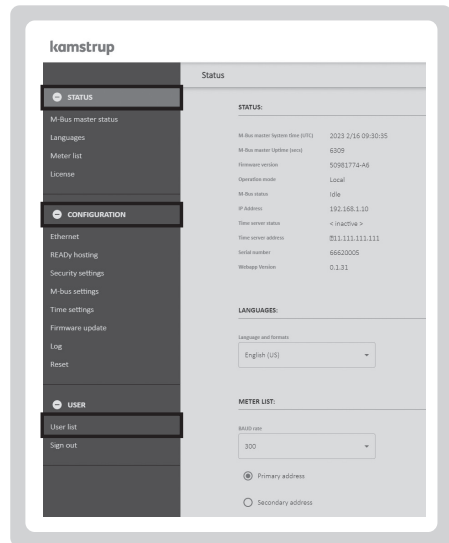 kamstrup
Status
STATUS
M-Bus master status
Languages
Meter list
License
CONFIGURATION
Ethernet
READy hosting
Security settings
M-bus settings
Time settings
Firmware update
Log
Reset
USER
User list
Sign out
STATUS:
M-Bus master System time (UTC) 2023 2/16 09:30:35
M-Bus master Uptime (secs) 6309
Firmware version 50981774-A6
Operation mode Local
M-Bus status Idle
IP Address 192.168.1.10
Time server status < inactive >
Time server address 11.111.111.111
Serial number 66620005
Webapp Version 0.1.31
LANGUAGES:
Language and formats
English (US)
METER LIST:
BAUD rate
300
Primary address
Secondary address